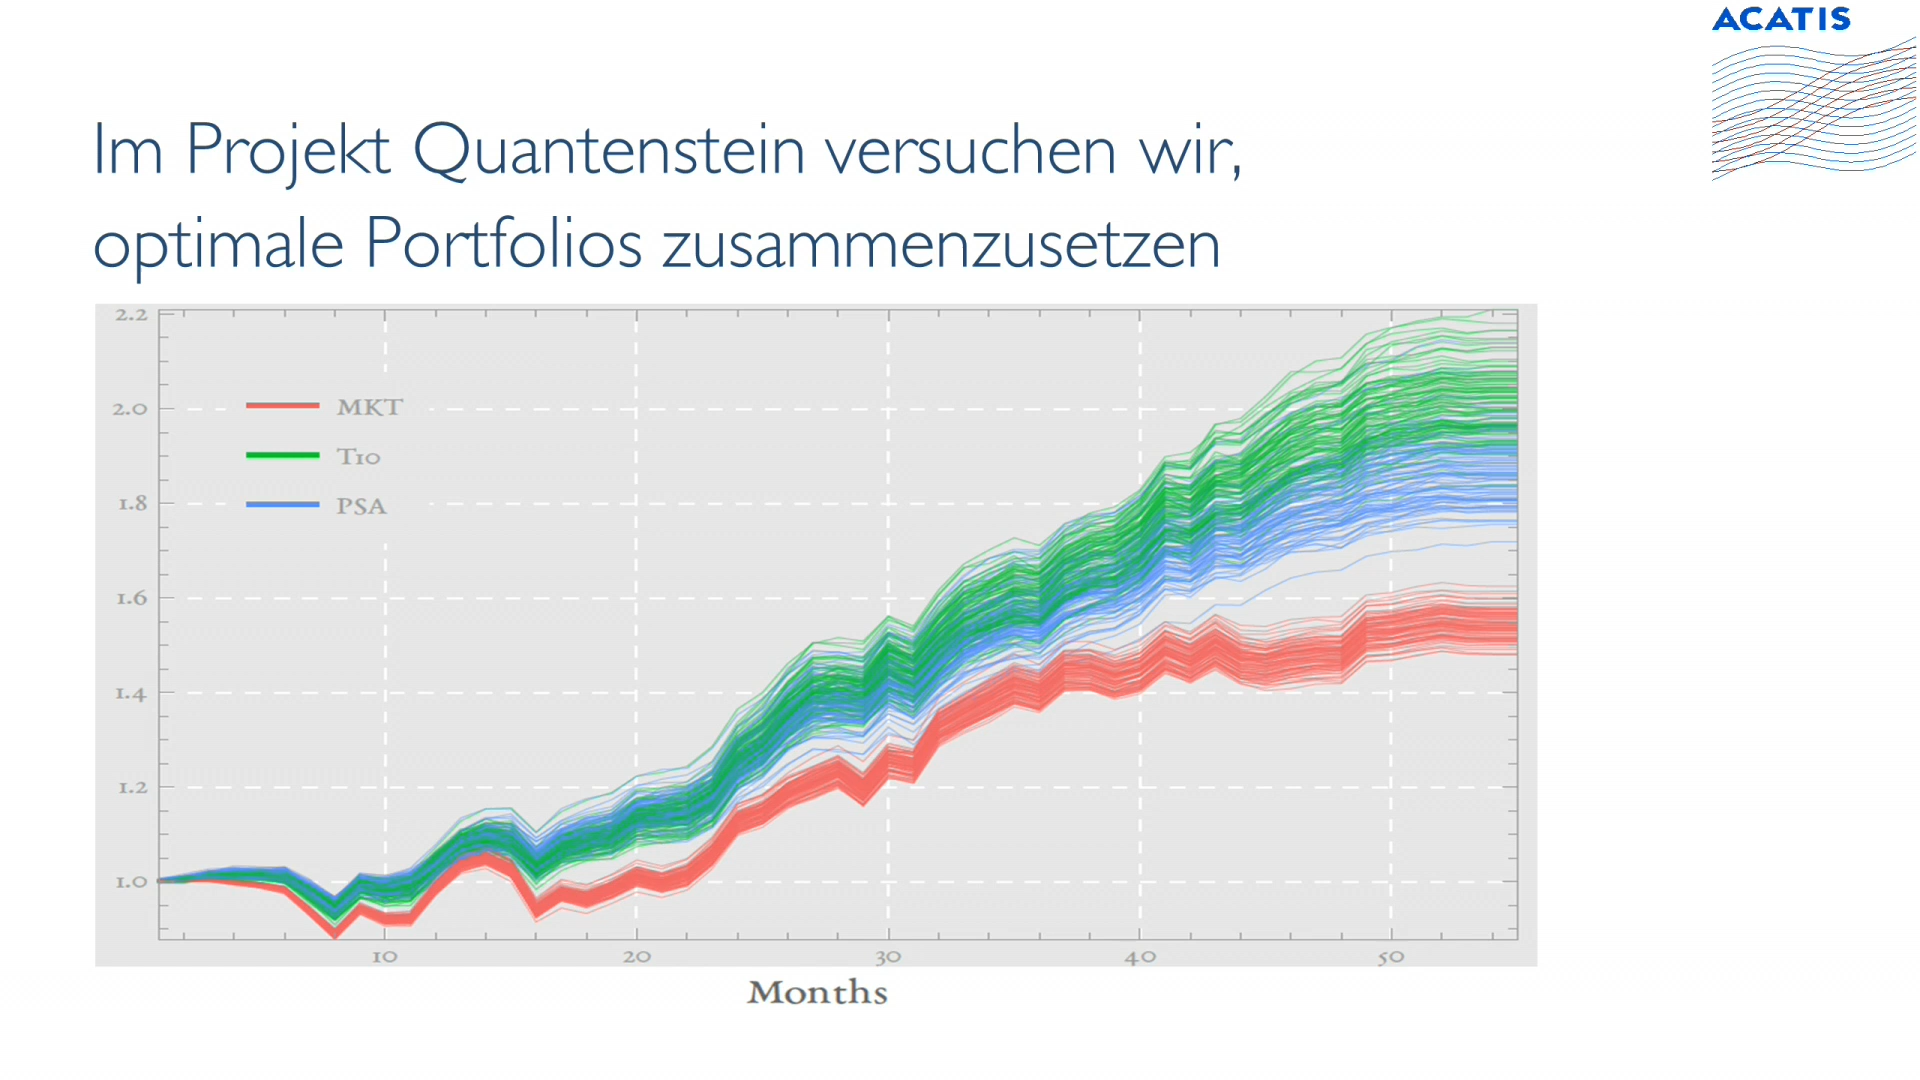 ACATIS
Im Projekt Quantenstein versuchen wir,
optimale Portfolios zusammenzusetzen
2.2
2.0
1.8
1.6
1.4
1.2
1.0
MKT
T10
PSA
10
20
30
40
50
Months